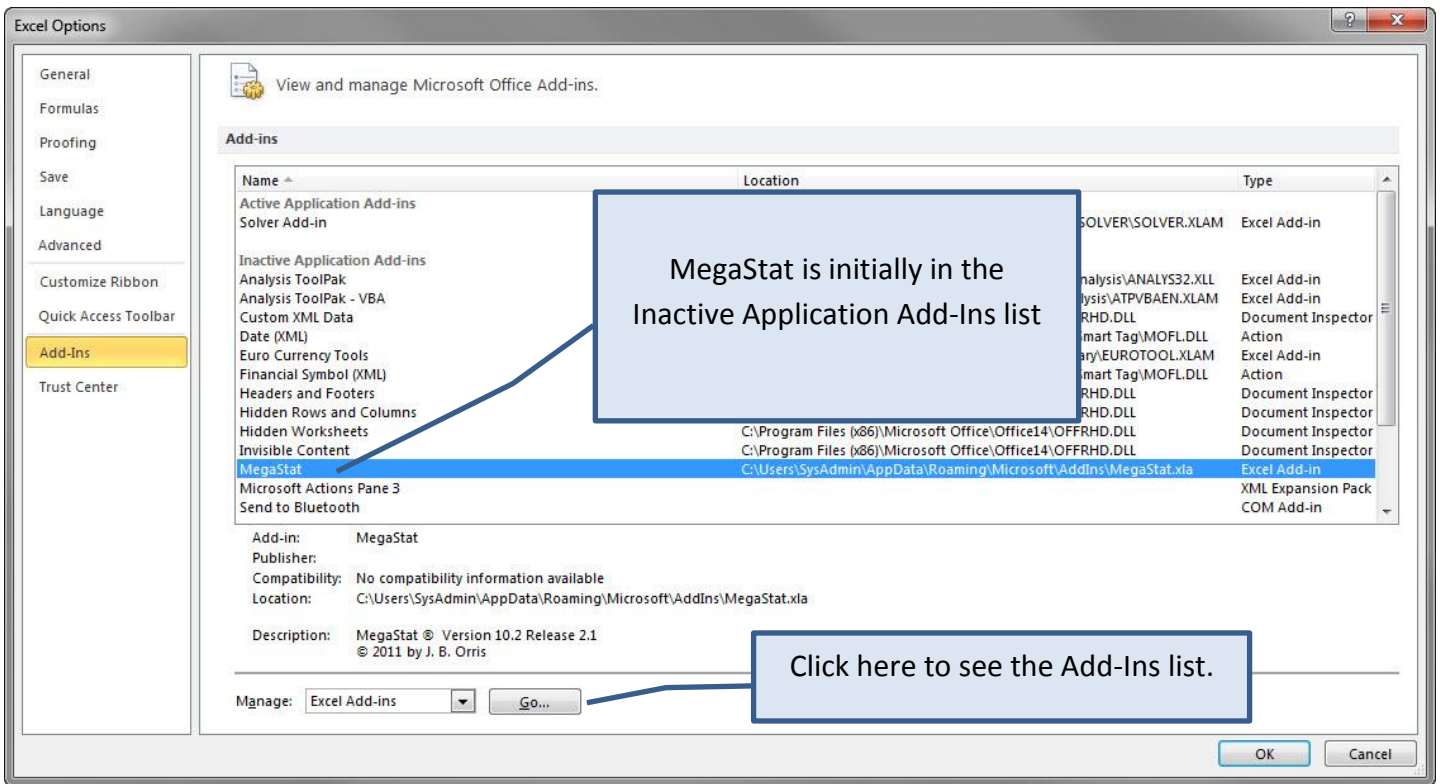 Excel Options
General
Formulas
Proofing
Save
Language
Advanced
Customize Ribbon
Quick Access Toolbar
Add-Ins
Trust Center
View and manage Microsoft Office Add-ins.
Add-ins
Name Location Type
Active Application Add-ins
Solver Add-in SOLVER\SOLVER.XLAM Excel Add-in
Inactive Application Add-ins
Analysis ToolPak nalysis\ANALYS32.XLL Excel Add-in
Analysis ToolPak - VBA lysis\ATPVBAEN.XLAM Excel Add-in
Custom XML Data RHD.DLL Document Inspector
Date (XML) mart Tag\MOFL.DLL Action
Euro Currency Tools ary\EUROTOOL.XLAM Excel Add-in
Financial Symbol (XML) mart Tag\MOFL.DLL Action
Headers and Footers RHD.DLL Document Inspector
Hidden Rows and Columns RHD.DLL Document Inspector
Hidden Worksheets C:\Program Files (x86)\Microsoft Office\Office14\OFFRHD.DLL Document Inspector
Invisible Content C:\Program Files (x86)\Microsoft Office\Office14\OFFRHD.DLL Document Inspector
MegaStat C:\Users\SysAdmin\AppData\Roaming\Microsoft\AddIns\MegaStat.xla Excel Add-in
Microsoft Actions Pane 3 XML Expansion Pack
Send to Bluetooth COM Add-in
MegaStat is initially in the
Inactive Application Add-Ins list
Add-in: MegaStat
Publisher:
Compatibility: No compatibility information available
Location: C:\Users\SysAdmin\AppData\Roaming\Microsoft\AddIns\MegaStat.xla
Description: MegaStat ® Version 10.2 Release 2.1
© 2011 by J. B. Orris
Click here to see the Add-Ins list.
Manage: Excel Add-ins Go...
OK Cancel